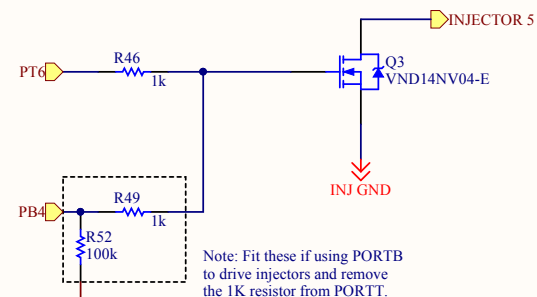 INJECTOR 5
R46
PT6
1k
Q3
VND14NV04-E
INJ GND
R49
PB4
1k
R52
100k
Note: Fit these if using PORTB
to drive injectors and remove
the 1K resistor from PORTT.